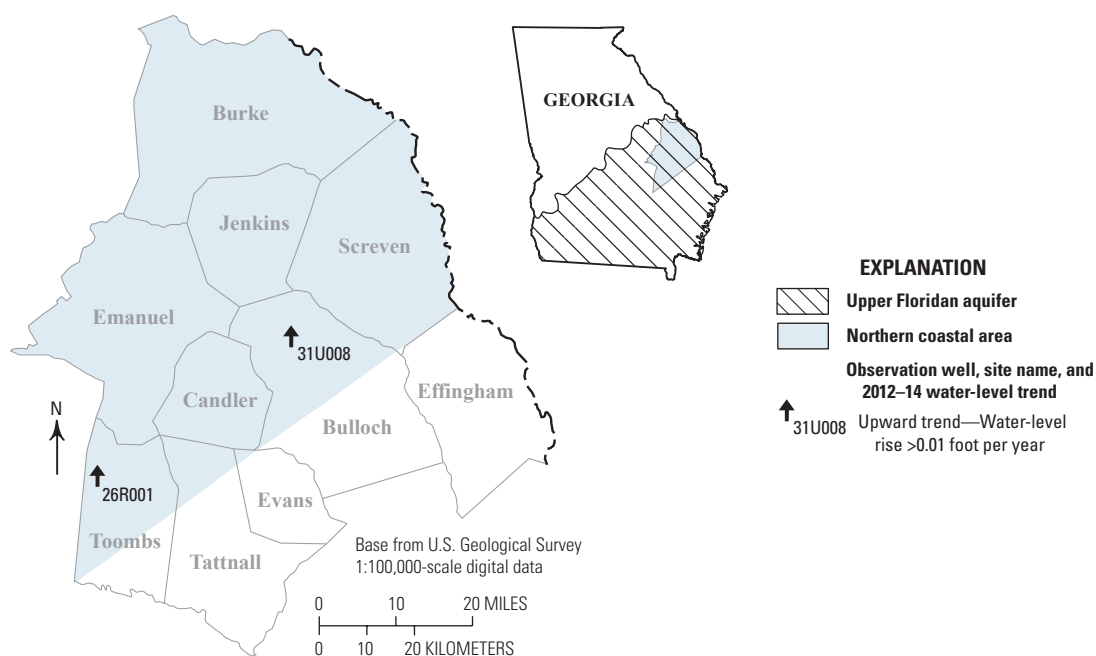 Burke
GEORGIA
Jenkins
Screven
Emanuel
31U008
Candler
Effingham
Bulloch
N
26R001
Evans
Toombs
Tattnall
Base from U.S. Geological Survey
1:100,000-scale digital data
0 10 20 MILES
0 10 20 KILOMETERS
EXPLANATION
Upper Floridan aquifer
Northern coastal area
Observation well, site name, and
2012–14 water-level trend
31U008 Upward trend—Water-level
rise >0.01 foot per year